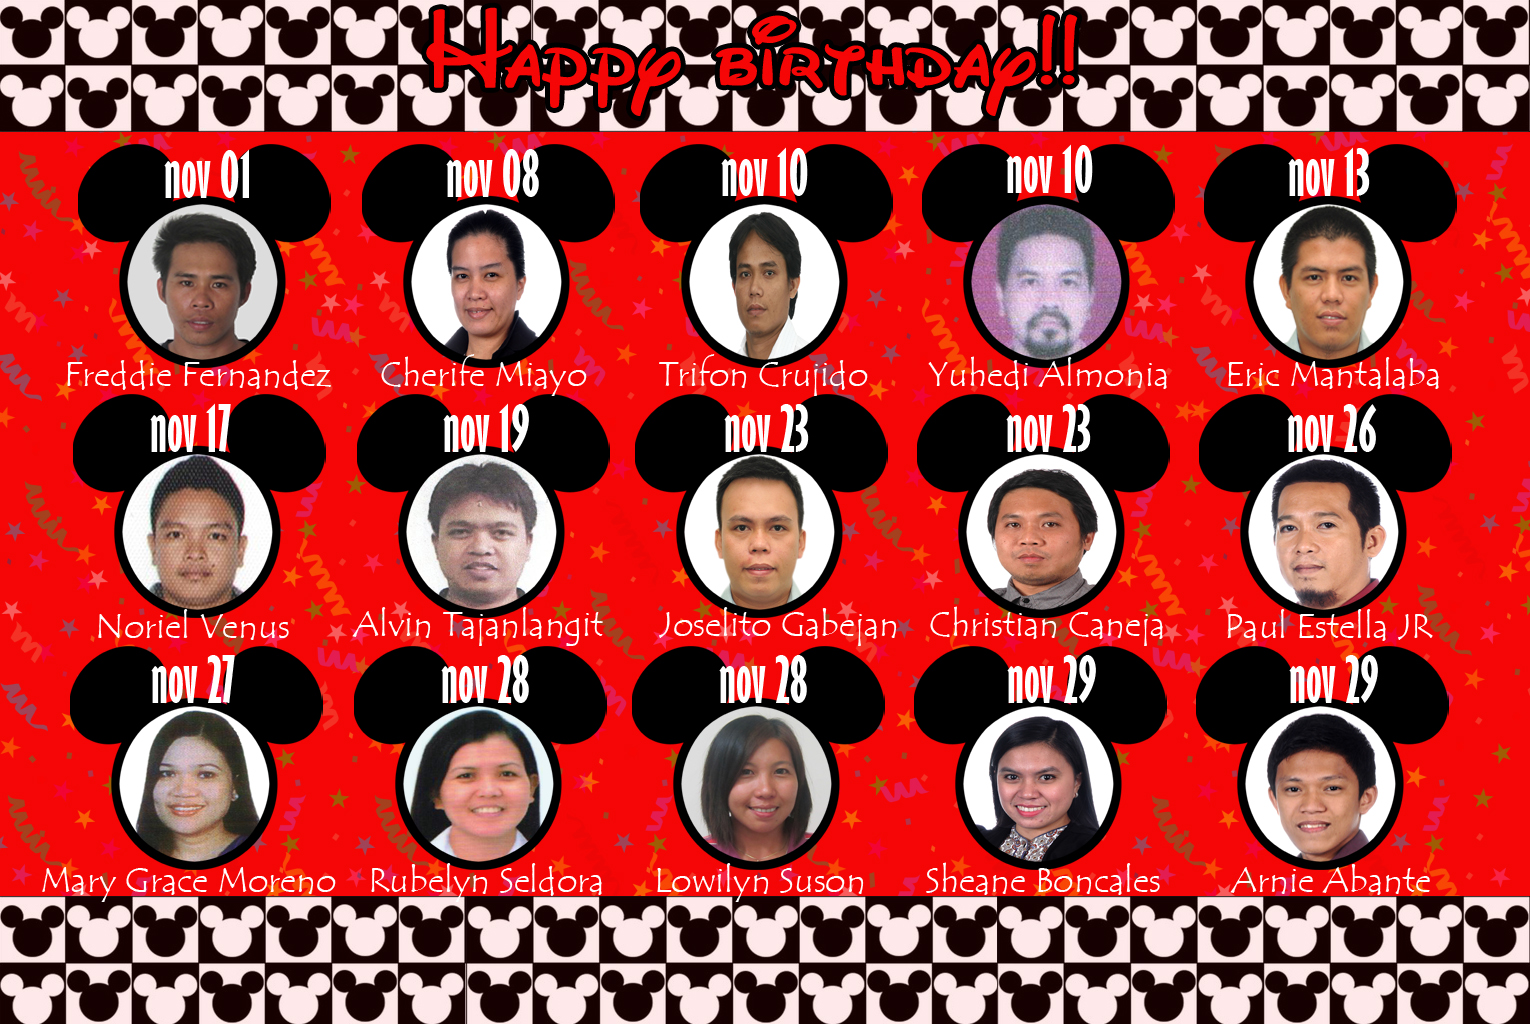 Happy birthday!!
nov 01
nov 08
nov 10
nov 10
nov 13
Freddie Fernandez
Cherife Miayo
Trifon Crujido
Yuhedi Almonia
Eric Mantalaba
nov 17
nov 19
nov 23
nov 23
nov 26
Noriel Venus
Alvin Tajanlangit
Joselito Gabejan
Christian Caneja
Paul Estella JR
nov 27
nov 28
nov 28
nov 29
nov 29
Mary Grace Moreno
Rubelyn Seldora
Lowilyn Suson
Sheane Boncales
Arnie Abante